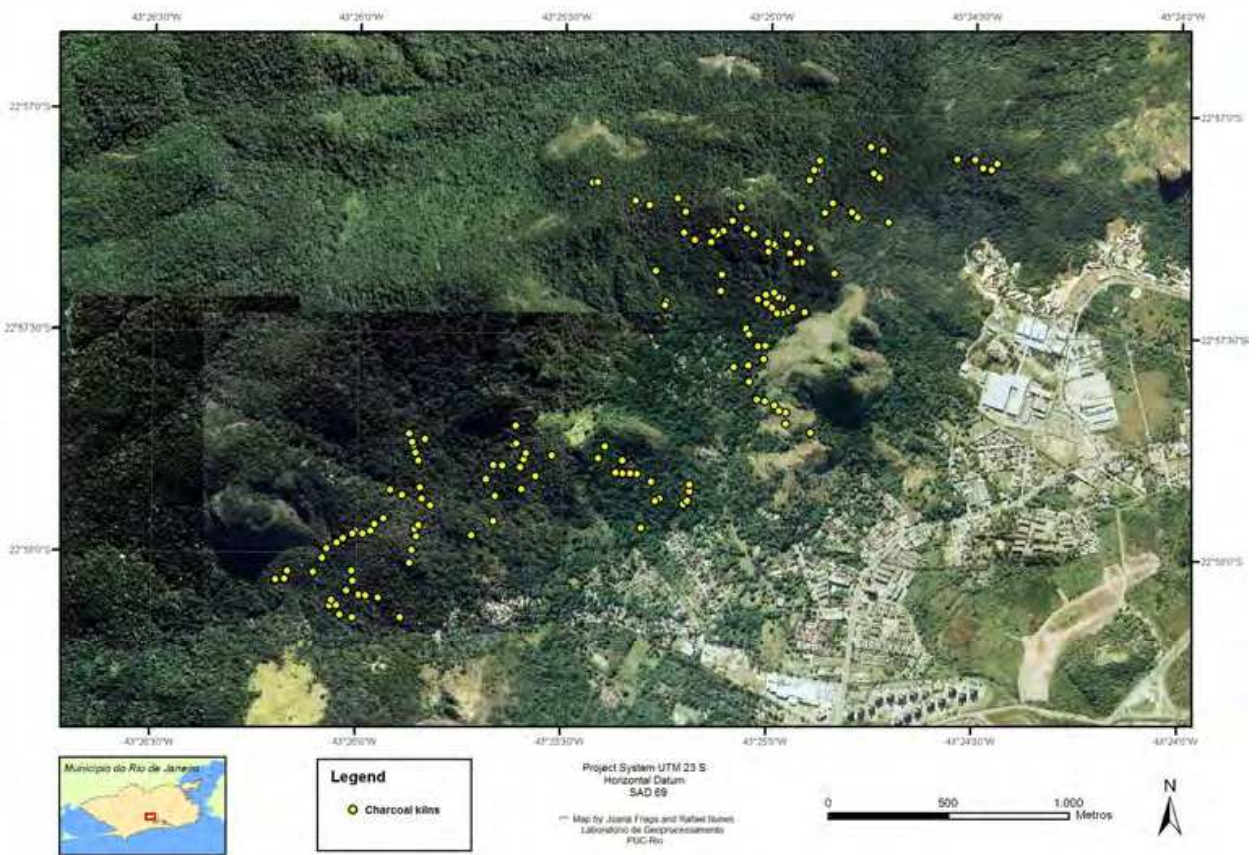 43°26'30"W 43°26'0"W 43°25'30"W 43°25'0"W 43°24'30"W 43°24'0"W
22°57'0"S 22°57'0"S
22°57'30"S 22°57'30"S
22°58'0"S 22°58'0"S
43°26'30"W 43°26'0"W 43°25'30"W 43°25'0"W 43°24'30"W 43°24'0"W
Município do Rio de Janeiro
Legend
Charcoal kilns
Project System UTM 23 S
Horizontal Datum
SAD 69
Map by Joana Fraga and Rafael Nunes
Laboratório de Geoprocessamento
PUC-Rio
0 500 1.000
Metros
N